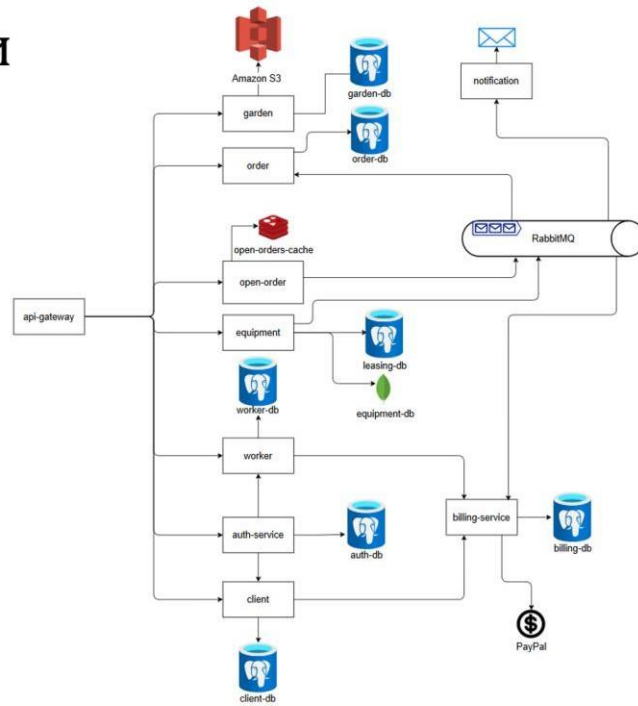 и
Amazon S3
garden-db
notification
garden
order
order-db
RabbitMQ
open-orders-cache
open-order
api-gateway
equipment
leasing-db
worker-db
equipment-db
worker
billing-service
auth-service
auth-db
billing-db
client
PayPal
client-db